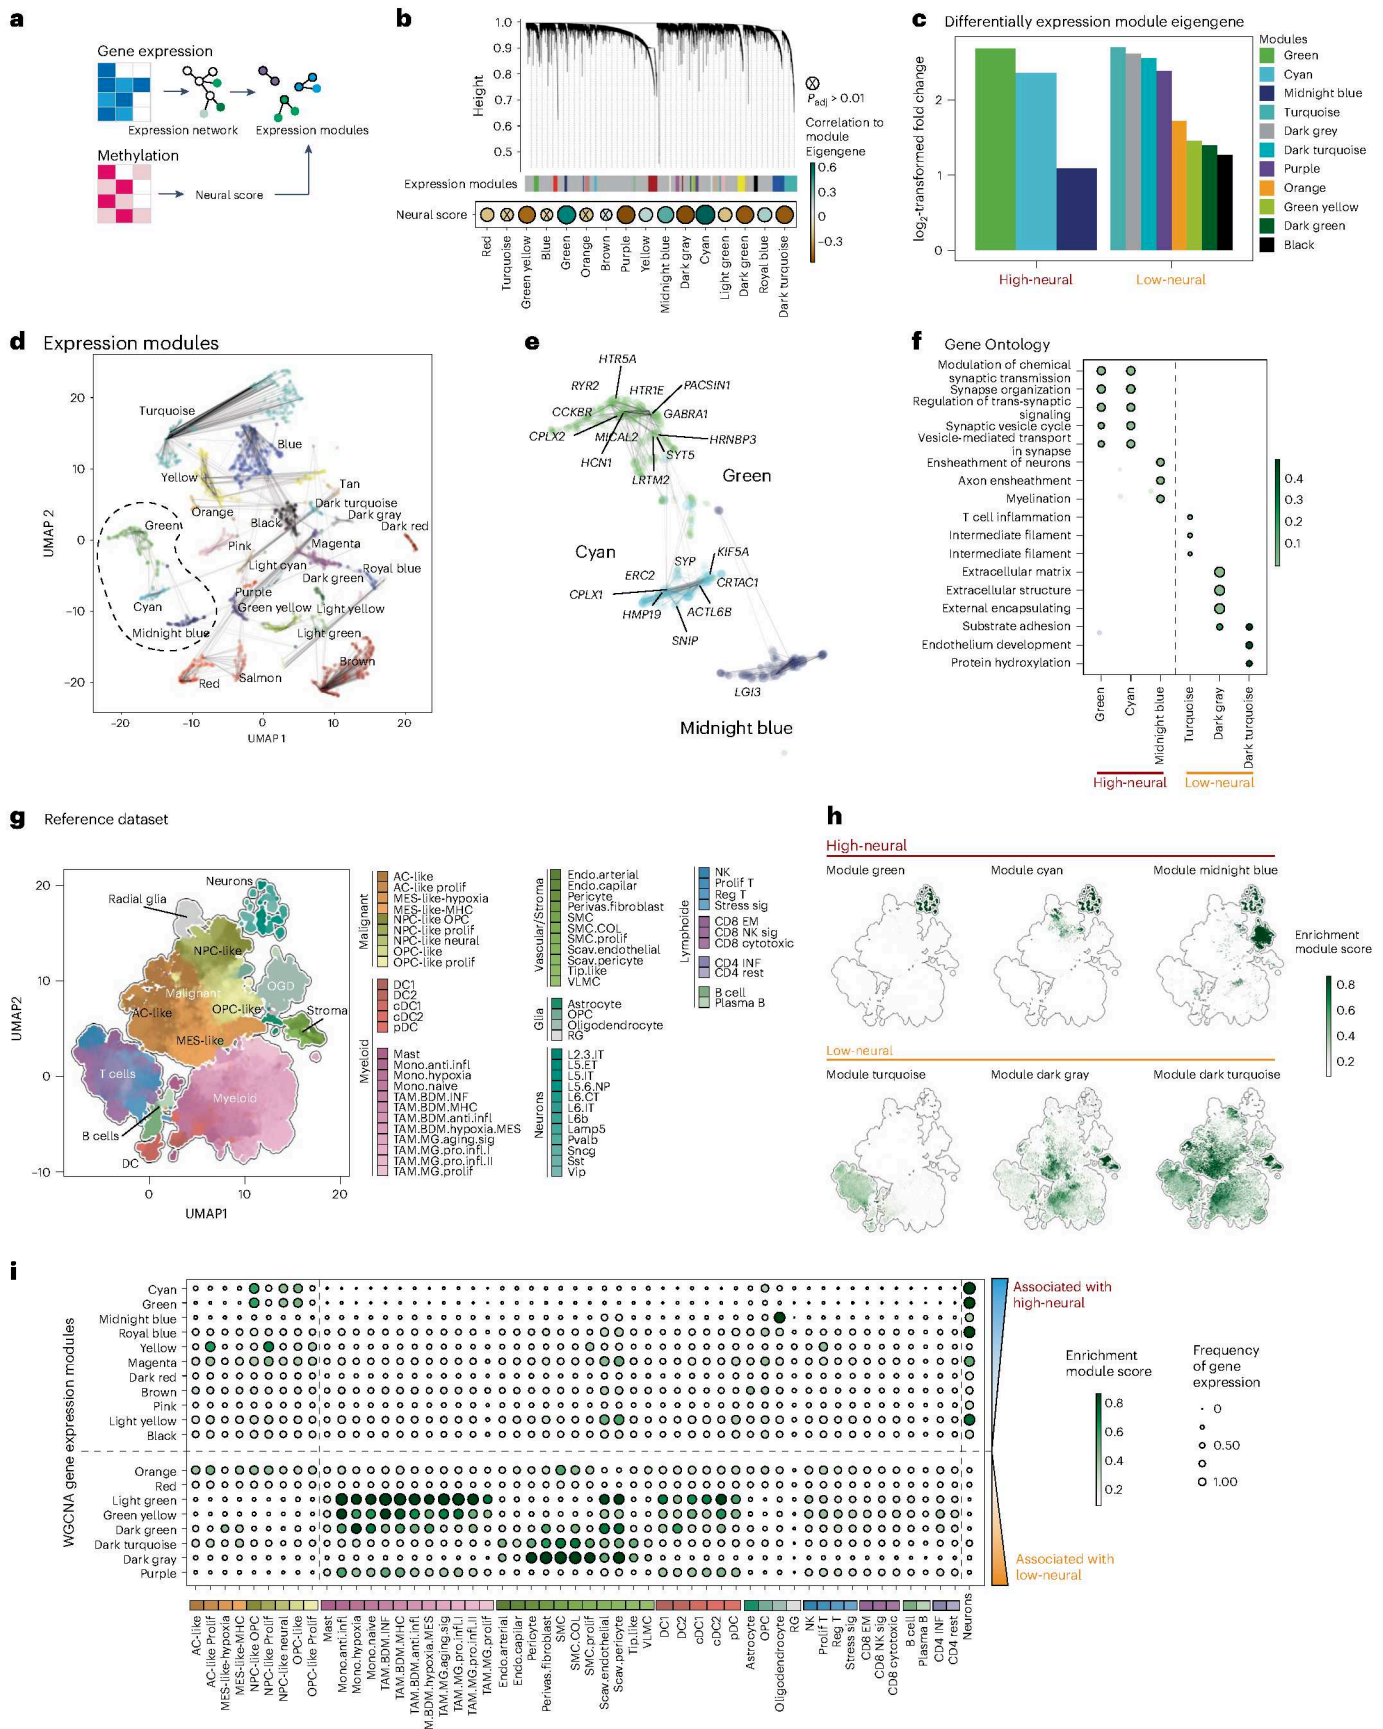 a
Gene expression
Expression network
Expression modules
Methylation
Neural score
b
1.0
0.9
0.8
0.7
0.6
0.5
Height
Expression modules
Neural score
Red
Turquoise
Green yellow
Blue
Green
Orange
Brown
Purple
Yellow
Midnight blue
Dark gray
Cyan
Light green
Dark green
Royal blue
Dark turquoise
Padj > 0.01
Correlation to
module
Eigengene
0.6
0.3
0
−0.3
c Differentially expression module eigengene
log2-transformed fold change
2
1
0
High-neural
Low-neural
Modules
Green
Cyan
Midnight blue
Turquoise
Dark grey
Dark turquoise
Purple
Orange
Green yellow
Dark green
Black
d Expression modules
UMAP 2
20
10
0
−10
−20
−20
−10
0
10
20
UMAP 1
Turquoise
Blue
Yellow
Tan
Orange
Dark turquoise
Black
Dark gray
Green
Dark red
Pink
Magenta
Light cyan
Royal blue
Dark green
Purple
Cyan
Green yellow
Light yellow
Midnight blue
Light green
Brown
Red
Salmon
e
HTR5A
RYR2
HTR1E
PACSIN1
CCKBR
GABRA1
CPLX2
MICAL2
HRNBP3
HCN1
SYT5
LRTM2
Green
Cyan
SYP
KIF5A
ERC2
CRTAC1
CPLX1
HMP19
ACTL6B
SNIP
LGI3
Midnight blue
f Gene Ontology
Modulation of chemical
synaptic transmission
Synapse organization
Regulation of trans-synaptic
signaling
Synaptic vesicle cycle
Vesicle-mediated transport
in synapse
Ensheathment of neurons
Axon ensheathment
Myelination
T cell inflammation
Intermediate filament
Intermediate filament
Extracellular matrix
Extracellular structure
External encapsulating
Substrate adhesion
Endothelium development
Protein hydroxylation
Green
Cyan
Midnight blue
Turquoise
Dark gray
Dark turquoise
High-neural
Low-neural
0.4
0.3
0.2
0.1
g Reference dataset
UMAP2
20
10
0
−10
0
10
20
UMAP1
Neurons
Radial glia
NPC-like
Malignant
OGD
AC-like
OPC-like
Stroma
MES-like
T cells
Myeloid
B cells
DC
Malignant
AC-like
AC-like prolif
MES-like-hypoxia
MES-like-MHC
NPC-like OPC
NPC-like prolif
NPC-like neural
OPC-like
OPC-like prolif
Myeloid
DC1
DC2
cDC1
cDC2
pDC
Mast
Mono.anti.infl
Mono.hypoxia
Mono.naive
TAM.BDM.INF
TAM.BDM.MHC
TAM.BDM.anti.infl
TAM.BDM.hypoxia.MES
TAM.MG.aging.sig
TAM.MG.pro.infl.I
TAM.MG.pro.infl.II
TAM.MG.prolif
Vascular/Stroma
Endo.arterial
Endo.capilar
Pericyte
Perivas.fibroblast
SMC
SMC.COL
SMC.prolif
Scav.endothelial
Scav.pericyte
Tip.like
VLMC
Glia
Astrocyte
OPC
Oligodendrocyte
RG
Neurons
L2.3.IT
L5.ET
L5.IT
L5.6.NP
L6.CT
L6.IT
L6b
Lamp5
Pvalb
Sncg
Sst
Vip
Lymphoide
NK
Prolif T
Reg T
Stress sig
CD8 EM
CD8 NK sig
CD8 cytotoxic
CD4 INF
CD4 rest
B cell
Plasma B
h
High-neural
Module green
Module cyan
Module midnight blue
Low-neural
Module turquoise
Module dark gray
Module dark turquoise
Enrichment
module score
0.8
0.6
0.4
0.2
i
WGCNA gene expression modules
Cyan
Green
Midnight blue
Royal blue
Yellow
Magenta
Dark red
Brown
Pink
Light yellow
Black
Orange
Red
Light green
Green yellow
Dark green
Dark turquoise
Dark gray
Purple
AC-like
AC-like Prolif
MES-like-hypoxia
MES-like-MHC
NPC-like OPC
NPC-like Prolif
NPC-like neural
OPC-like
OPC-like Prolif
Mast
Mono.anti.infl
Mono.hypoxia
Mono.naive
TAM.BDM.INF
TAM.BDM.MHC
TAM.BDM.anti.infl
M.BDM.hypoxia.MES
TAM.MG.aging.sig
TAM.MG.pro.infl.I
TAM.MG.pro.infl.II
TAM.MG.prolif
Endo.arterial
Endo.capilar
Pericyte
Perivas.fibroblast
SMC
SMC.COL
SMC.prolif
Scav.endothelial
Scav.pericyte
Tip.like
VLMC
DC1
DC2
cDC1
cDC2
pDC
Astrocyte
OPC
Oligodendrocyte
RG
NK
Prolif T
Reg T
Stress sig
CD8 EM
CD8 NK sig
CD8 cytotoxic
B cell
Plasma B
CD4 INF
CD4 rest
Neurons
Associated with
high-neural
Associated with
low-neural
Enrichment
module score
0.8
0.6
0.4
0.2
Frequency
of gene
expression
0
0.50
1.00